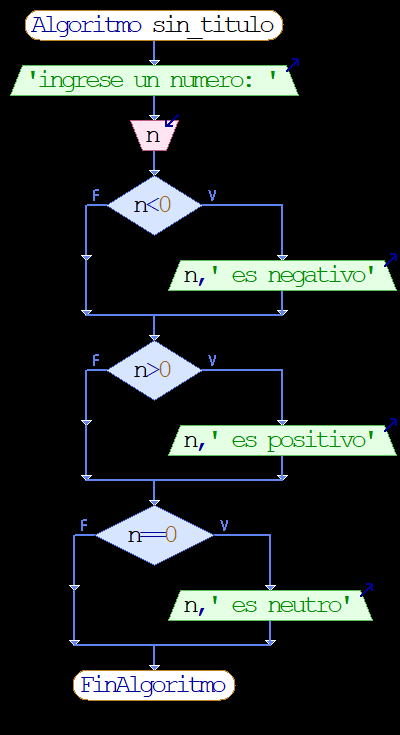 Algoritmo sin_titulo
'ingrese un numero: '
n
F
n<0
V
n,' es negativo'
F
n>0
V
n,' es positivo'
F
n==0
V
n,' es neutro'
FinAlgoritmo